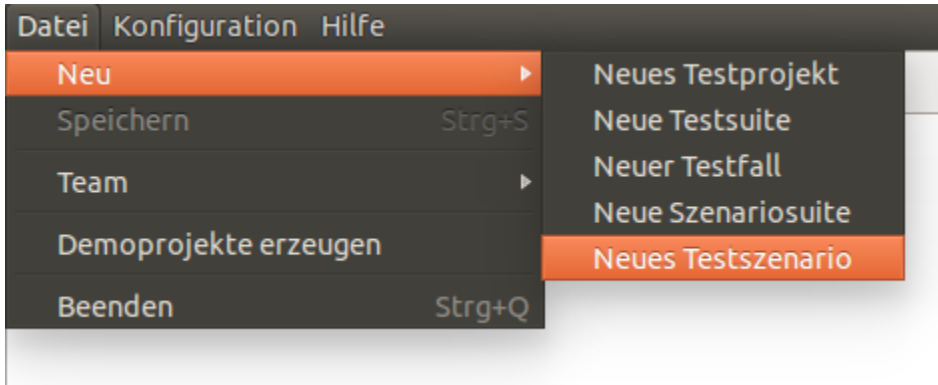 Datei Konfiguration Hilfe
Neu
Speichern Strg+S
Team
Demoprojekte erzeugen
Beenden Strg+Q
Neues Testprojekt
Neue Testsuite
Neuer Testfall
Neue Szenariosuite
Neues Testszenario